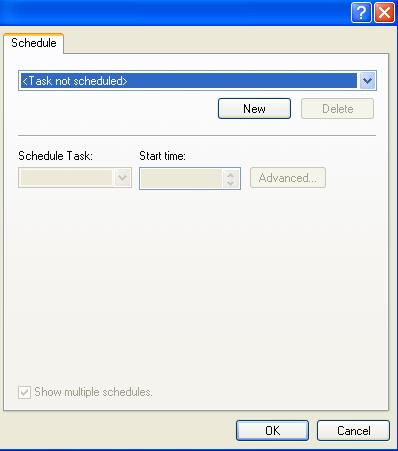 Schedule
<Task not scheduled>
New
Delete
Schedule Task:
Start time:
Advanced...
Show multiple schedules.
OK
Cancel